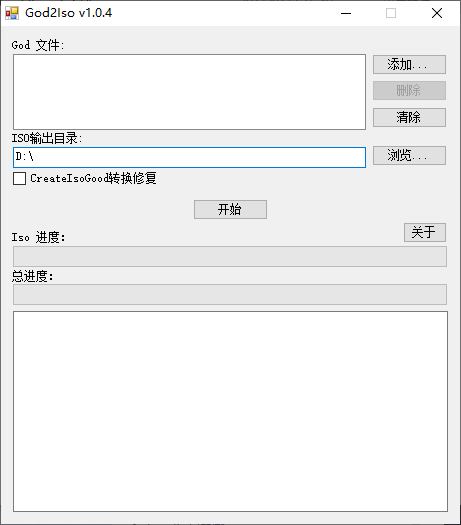 God2Iso v1.0.4
God 文件:
添加...
删除
清除
ISO输出目录:
D:\
浏览...
CreateIsoGood转换修复
开始
关于
Iso 进度:
总进度: